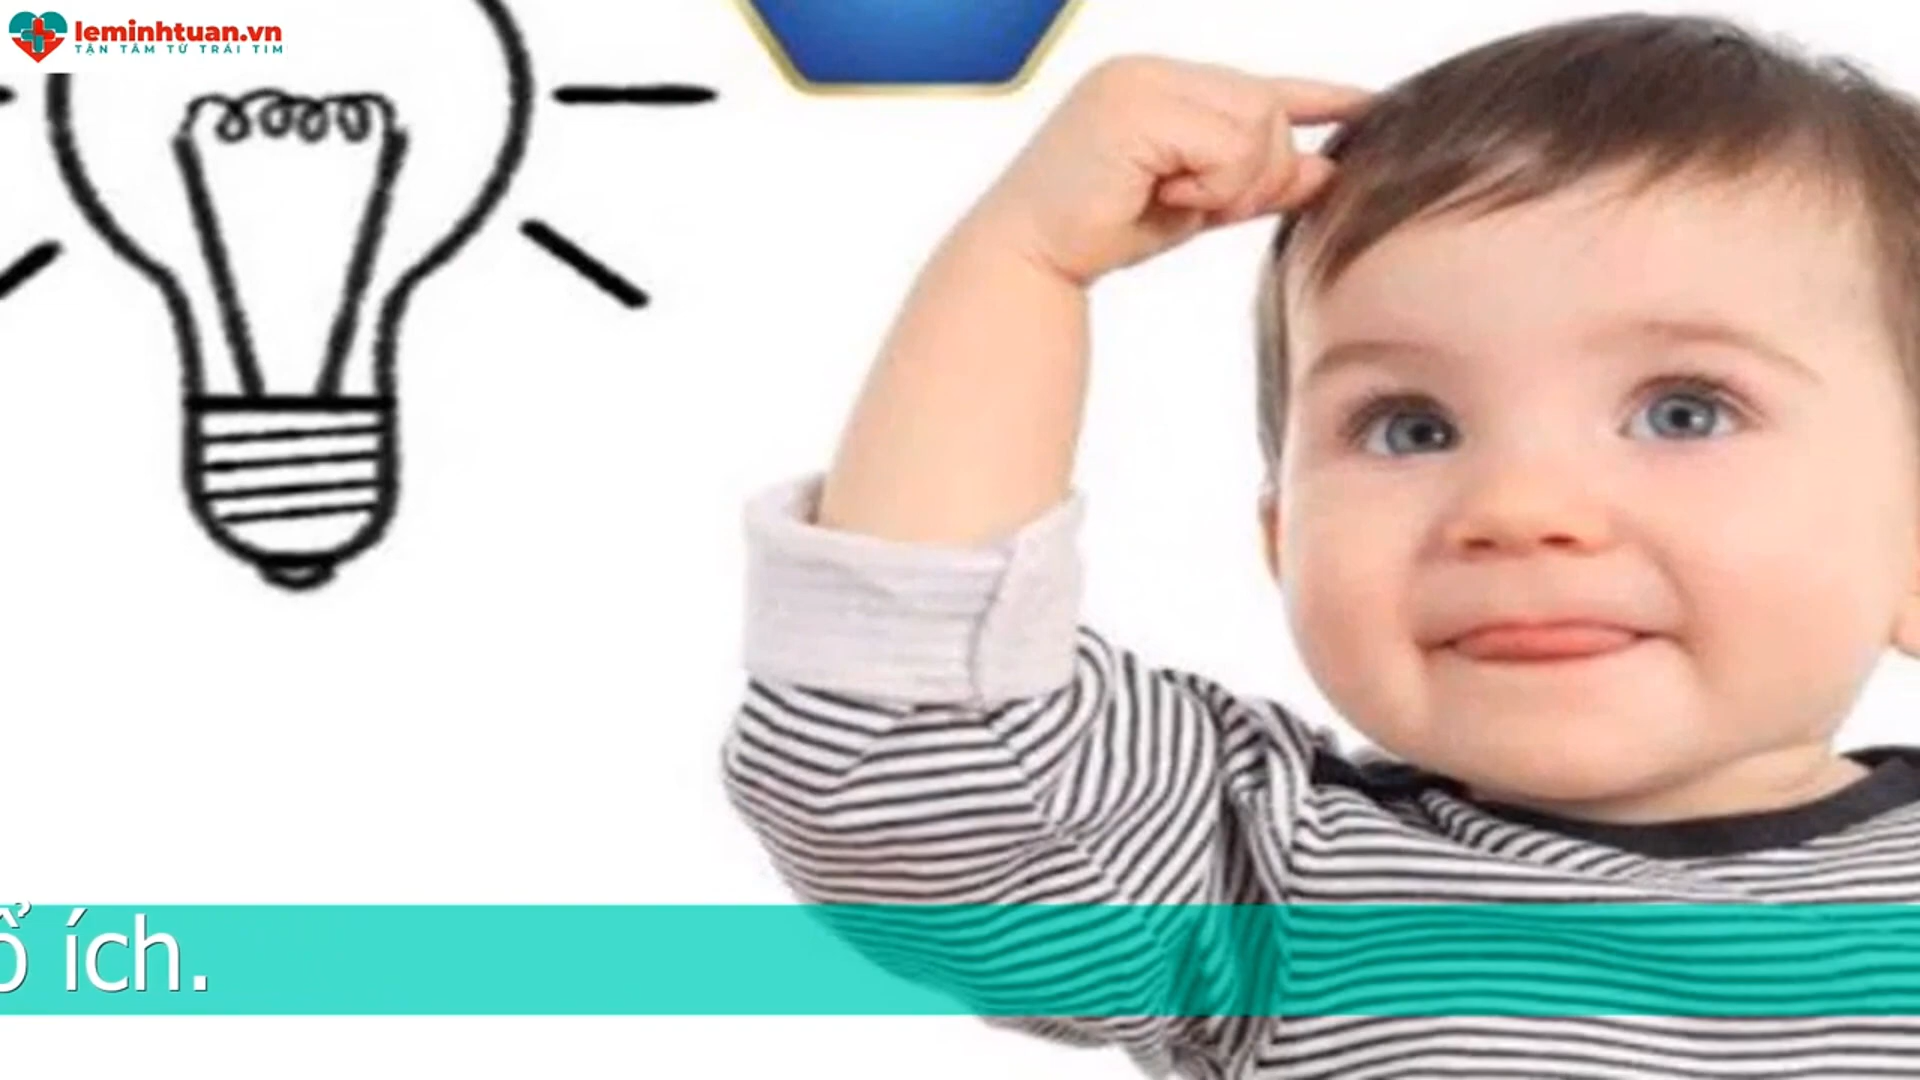 leminhtuan.vn
TẬN TÂM TỪ TRÁI TIM
ổ ích.